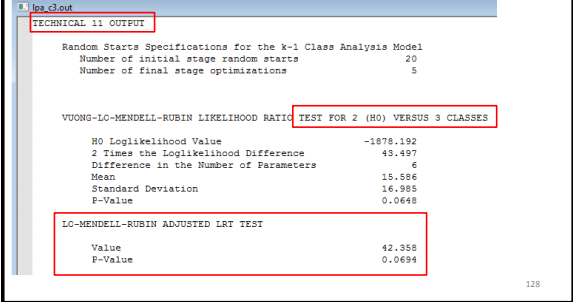 lpa_c3.out
TECHNICAL 11 OUTPUT
Random Starts Specifications for the k-1 Class Analysis Model
Number of initial stage random starts 20
Number of final stage optimizations 5
VUONG-LO-MENDELL-RUBIN LIKELIHOOD RATIO TEST FOR 2 (H0) VERSUS 3 CLASSES
H0 Loglikelihood Value -1878.192
2 Times the Loglikelihood Difference 43.497
Difference in the Number of Parameters 6
Mean 15.586
Standard Deviation 16.985
P-Value 0.0648
LO-MENDELL-RUBIN ADJUSTED LRT TEST
Value 42.358
P-Value 0.0694
128